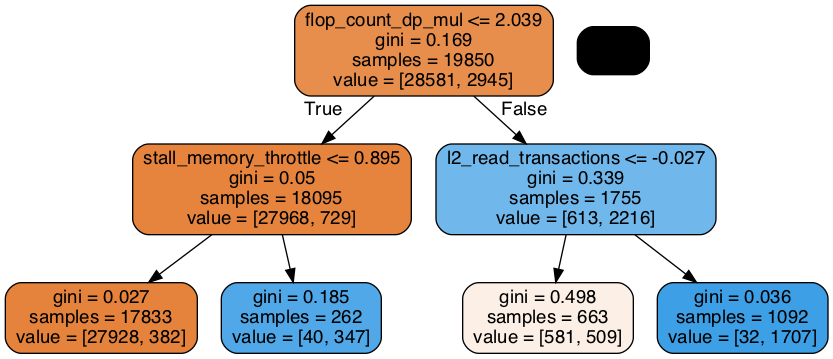 flop_count_dp_mul <= 2.039
gini = 0.169
samples = 19850
value = [28581, 2945]
True
False
stall_memory_throttle <= 0.895
gini = 0.05
samples = 18095
value = [27968, 729]
l2_read_transactions <= -0.027
gini = 0.339
samples = 1755
value = [613, 2216]
gini = 0.027
samples = 17833
value = [27928, 382]
gini = 0.185
samples = 262
value = [40, 347]
gini = 0.498
samples = 663
value = [581, 509]
gini = 0.036
samples = 1092
value = [32, 1707]